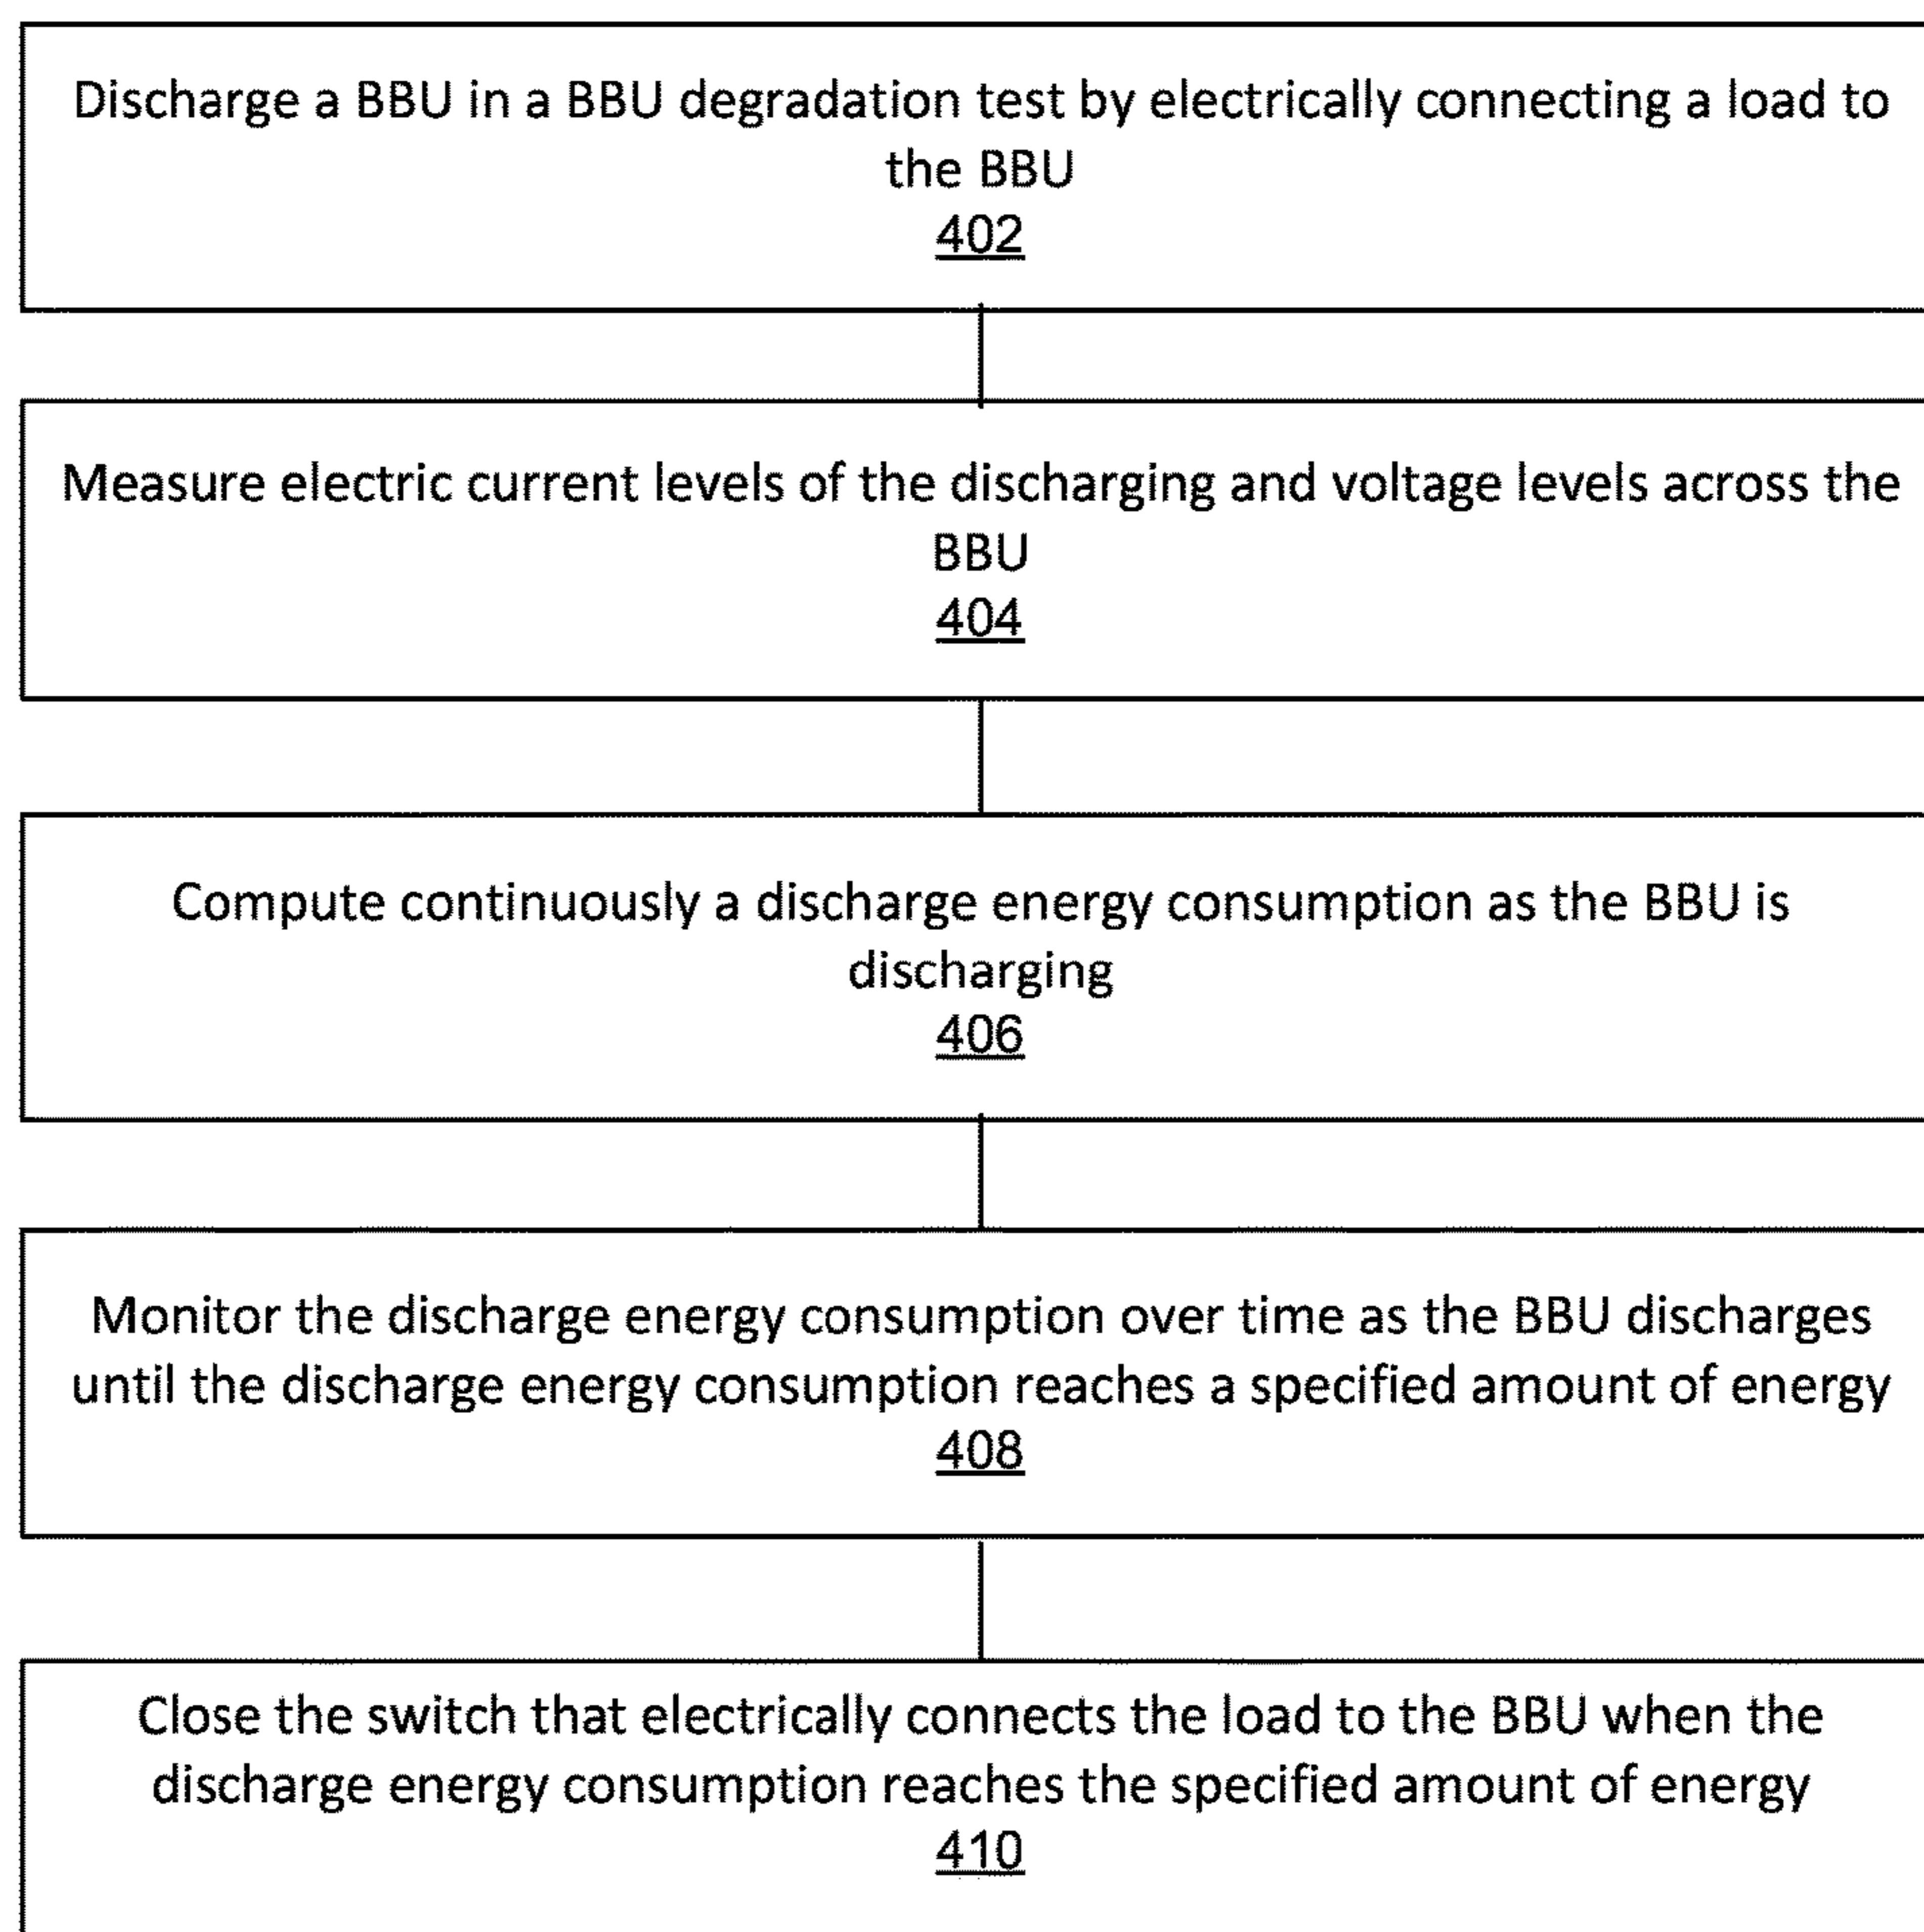 Discharge a BBU in a BBU degradation test by electrically connecting a load to
the BBU
402
Measure electric current levels of the discharging and voltage levels across the
BBU
404
Compute continuously a discharge energy consumption as the BBU is
discharging
406
Monitor the discharge energy consumption over time as the BBU discharges
until the discharge energy consumption reaches a specified amount of energy
408
Close the switch that electrically connects the load to the BBU when the
discharge energy consumption reaches the specified amount of energy
410